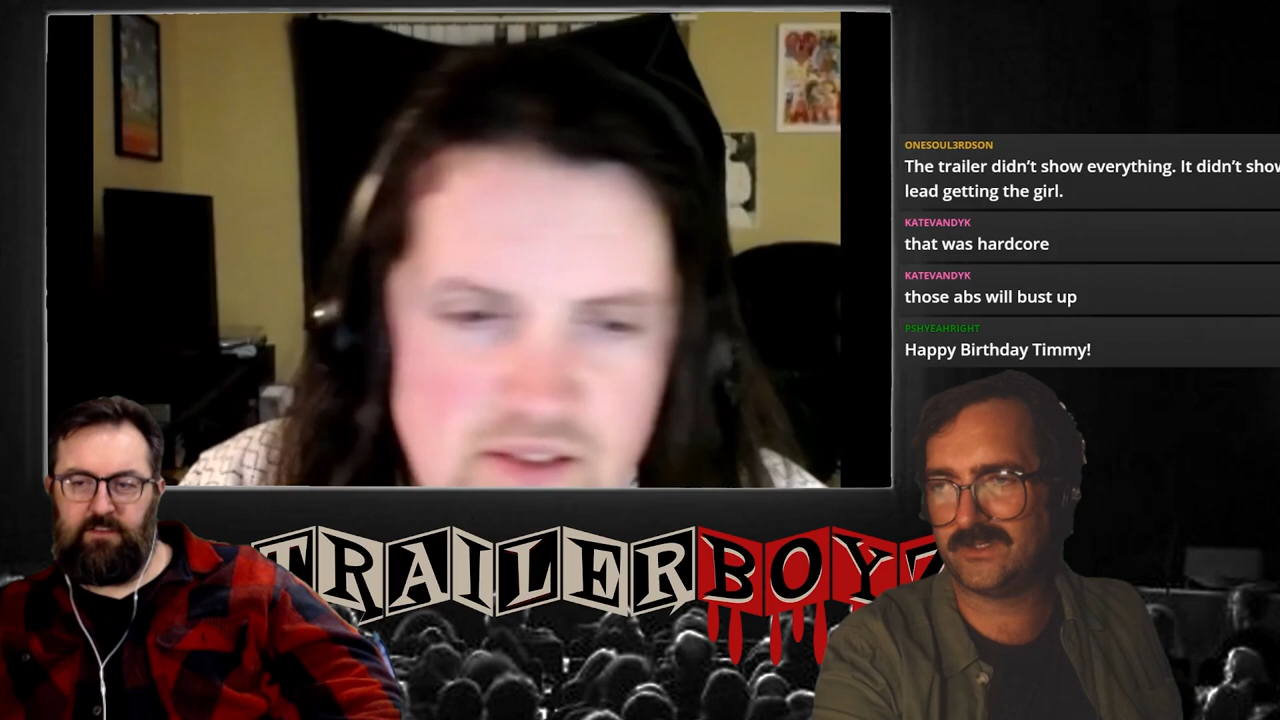 ONESOUL3RDSON
The trailer didn't show everything. It didn't show
lead getting the girl.
KATEVANDYK
that was hardcore
KATEVANDYK
those abs will bust up
PSHYEAHRIGHT
Happy Birthday Timmy!
TRAILERBOYZ